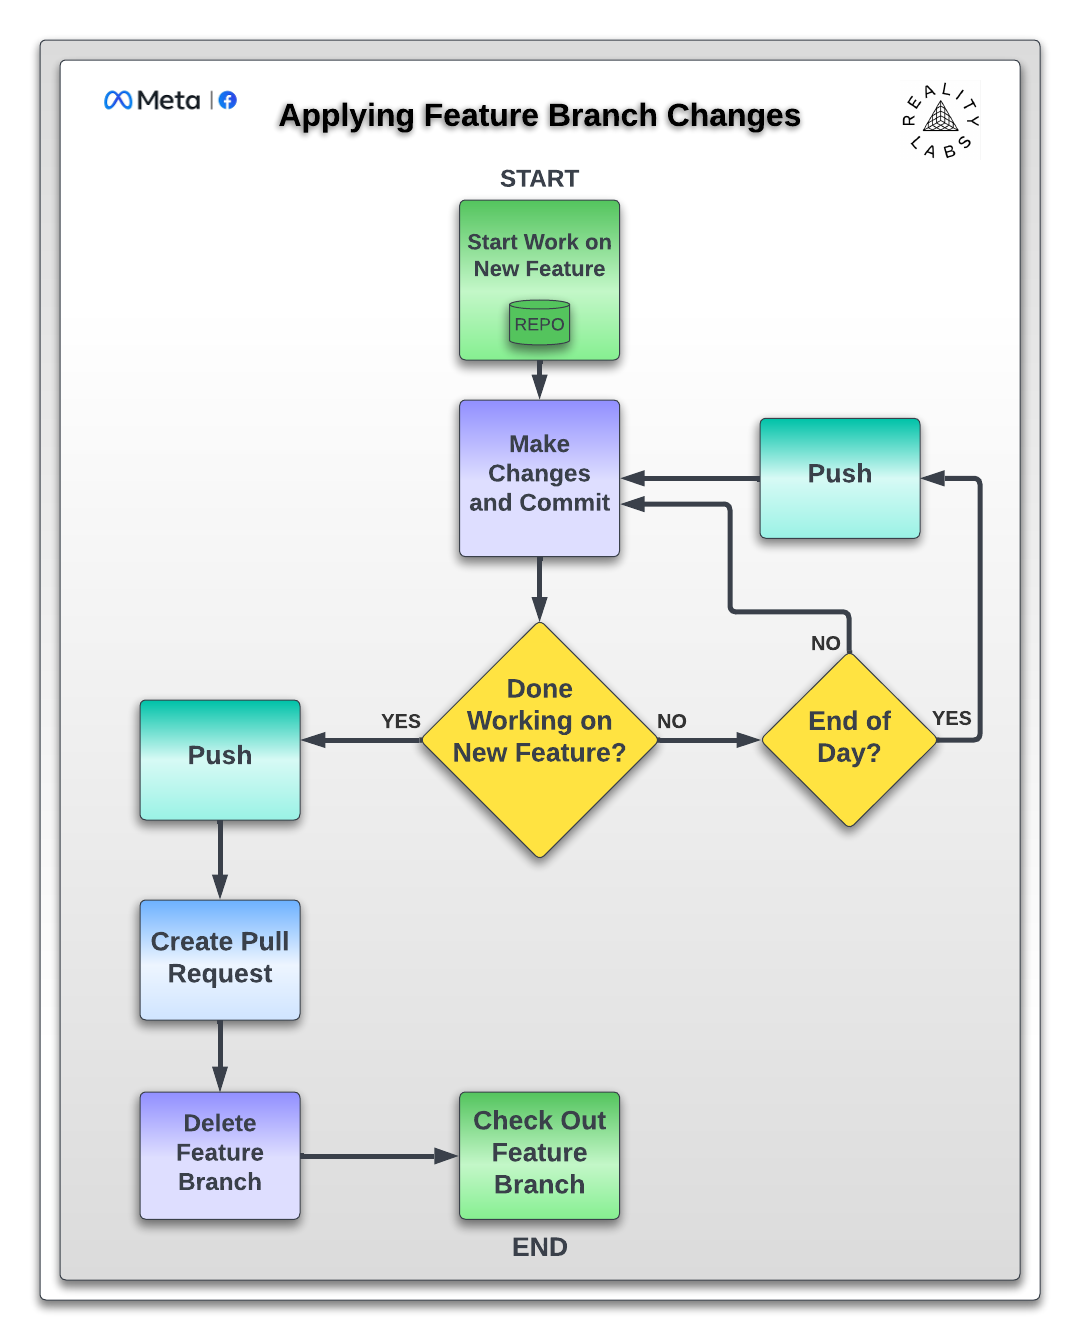 Meta
Applying Feature Branch Changes
REALITY LABS
START
Start Work on
New Feature
REPO
Make
Changes
and Commit
Push
NO
Done
Working on
New Feature?
YES
NO
End of
Day?
YES
Push
Create Pull
Request
Delete
Feature
Branch
Check Out
Feature
Branch
END